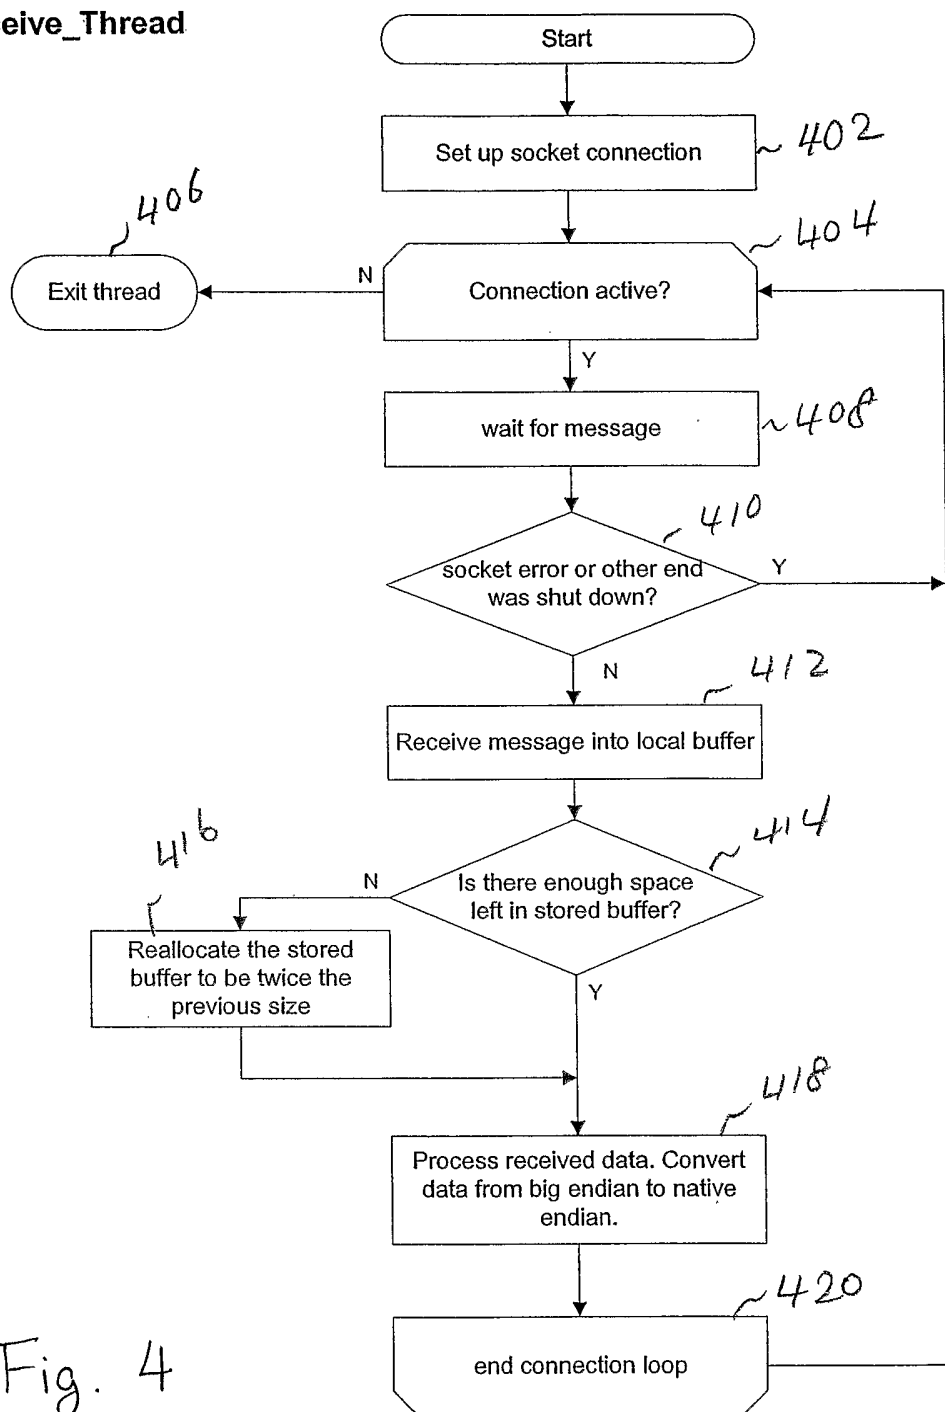 eive_Thread
Start
Set up socket connection
402
404
406
Exit thread
N
Connection active?
Y
wait for message
408
410
socket error or other end
was shut down?
Y
N
412
Receive message into local buffer
414
416
N
Is there enough space
left in stored buffer?
Reallocate the stored
buffer to be twice the
previous size
Y
418
Process received data. Convert
data from big endian to native
endian.
420
end connection loop
Fig. 4